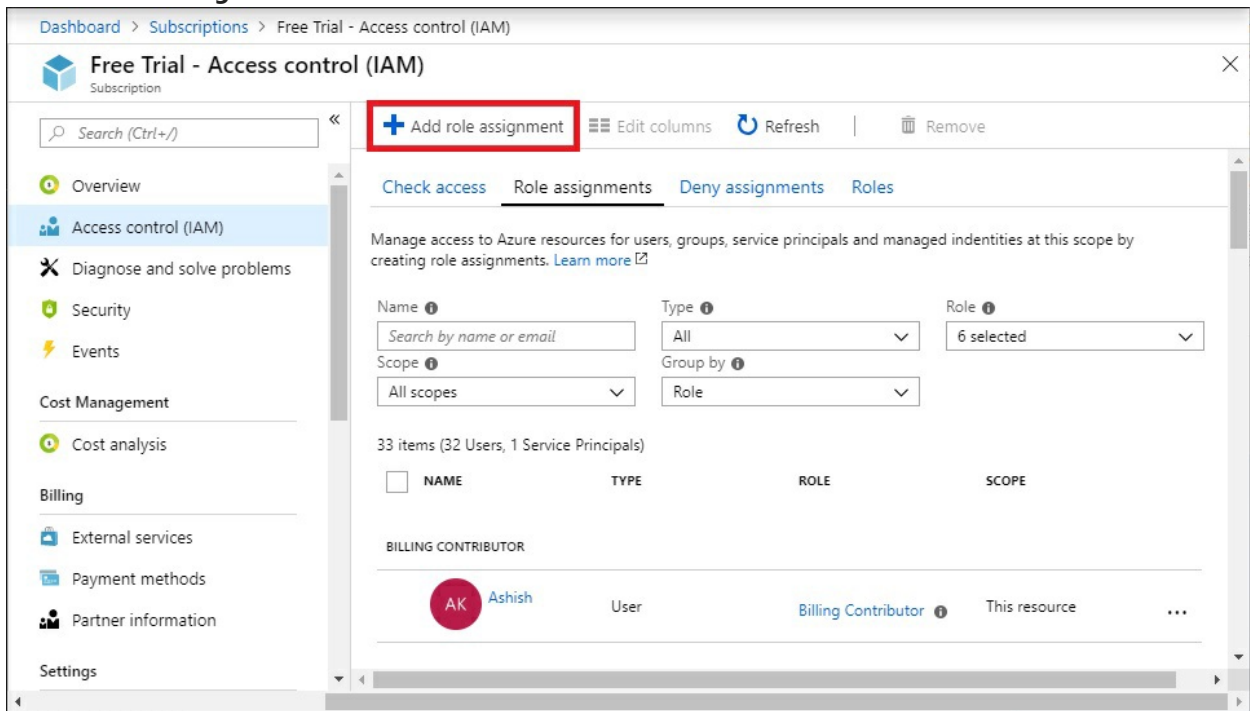 Dashboard > Subscriptions > Free Trial - Access control (IAM)
Free Trial - Access control (IAM)
Subscription
Search (Ctrl+/)
Overview
Access control (IAM)
Diagnose and solve problems
Security
Events
Cost Management
Cost analysis
Billing
External services
Payment methods
Partner information
Settings
Add role assignment Edit columns Refresh Remove
Check access Role assignments Deny assignments Roles
Manage access to Azure resources for users, groups, service principals and managed indentities at this scope by
creating role assignments. Learn more
Name Type Role
Search by name or email All 6 selected
Scope Group by
All scopes Role
33 items (32 Users, 1 Service Principals)
NAME TYPE ROLE SCOPE
BILLING CONTRIBUTOR
AK Ashish User Billing Contributor This resource ...